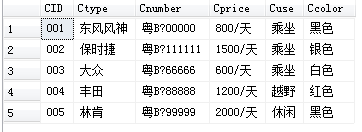 CID Ctype Cnumber Cprice Cuse Ccolor
1 001 东风风神 粤B?00000 800/天 乘坐 黑色
2 002 保时捷 粤B?111111 1500/天 乘坐 银色
3 003 大众 粤B?66666 600/天 乘坐 白色
4 004 丰田 粤B?88888 1200/天 越野 红色
5 005 林肯 粤B?99999 2000/天 休闲 黑色